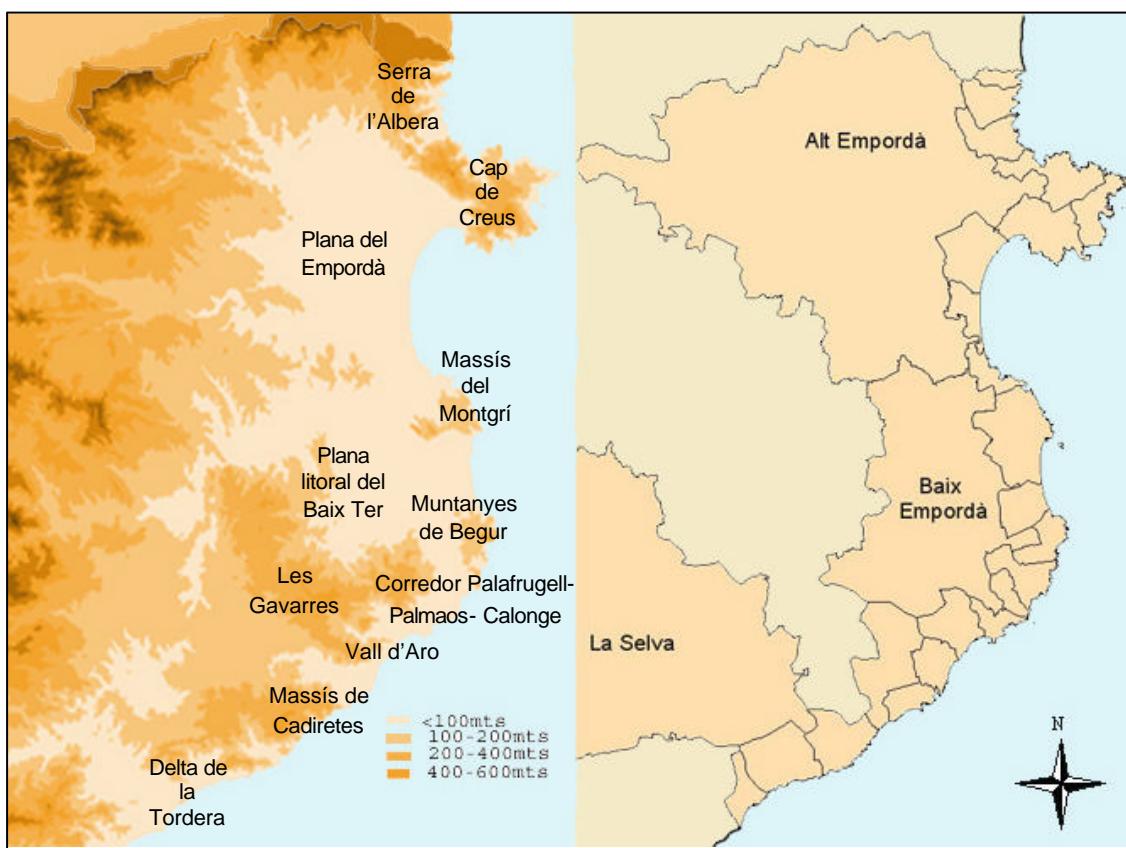 Serra
de
l'Albera
Cap
de
Creus
Plana del
Empordà
Massís
del
Montgrí
Plana
litoral del
Baix Ter
Muntanyes
de Begur
Les
Gavarres
Corredor Palafrugell-
Palmaos- Calonge
Vall d'Aro
Massís de
Cadiretes
Delta de
la
Tordera
<100mts
100-200mts
200-400mts
400-600mts
Alt Empordà
Baix
Empordà
La Selva
N